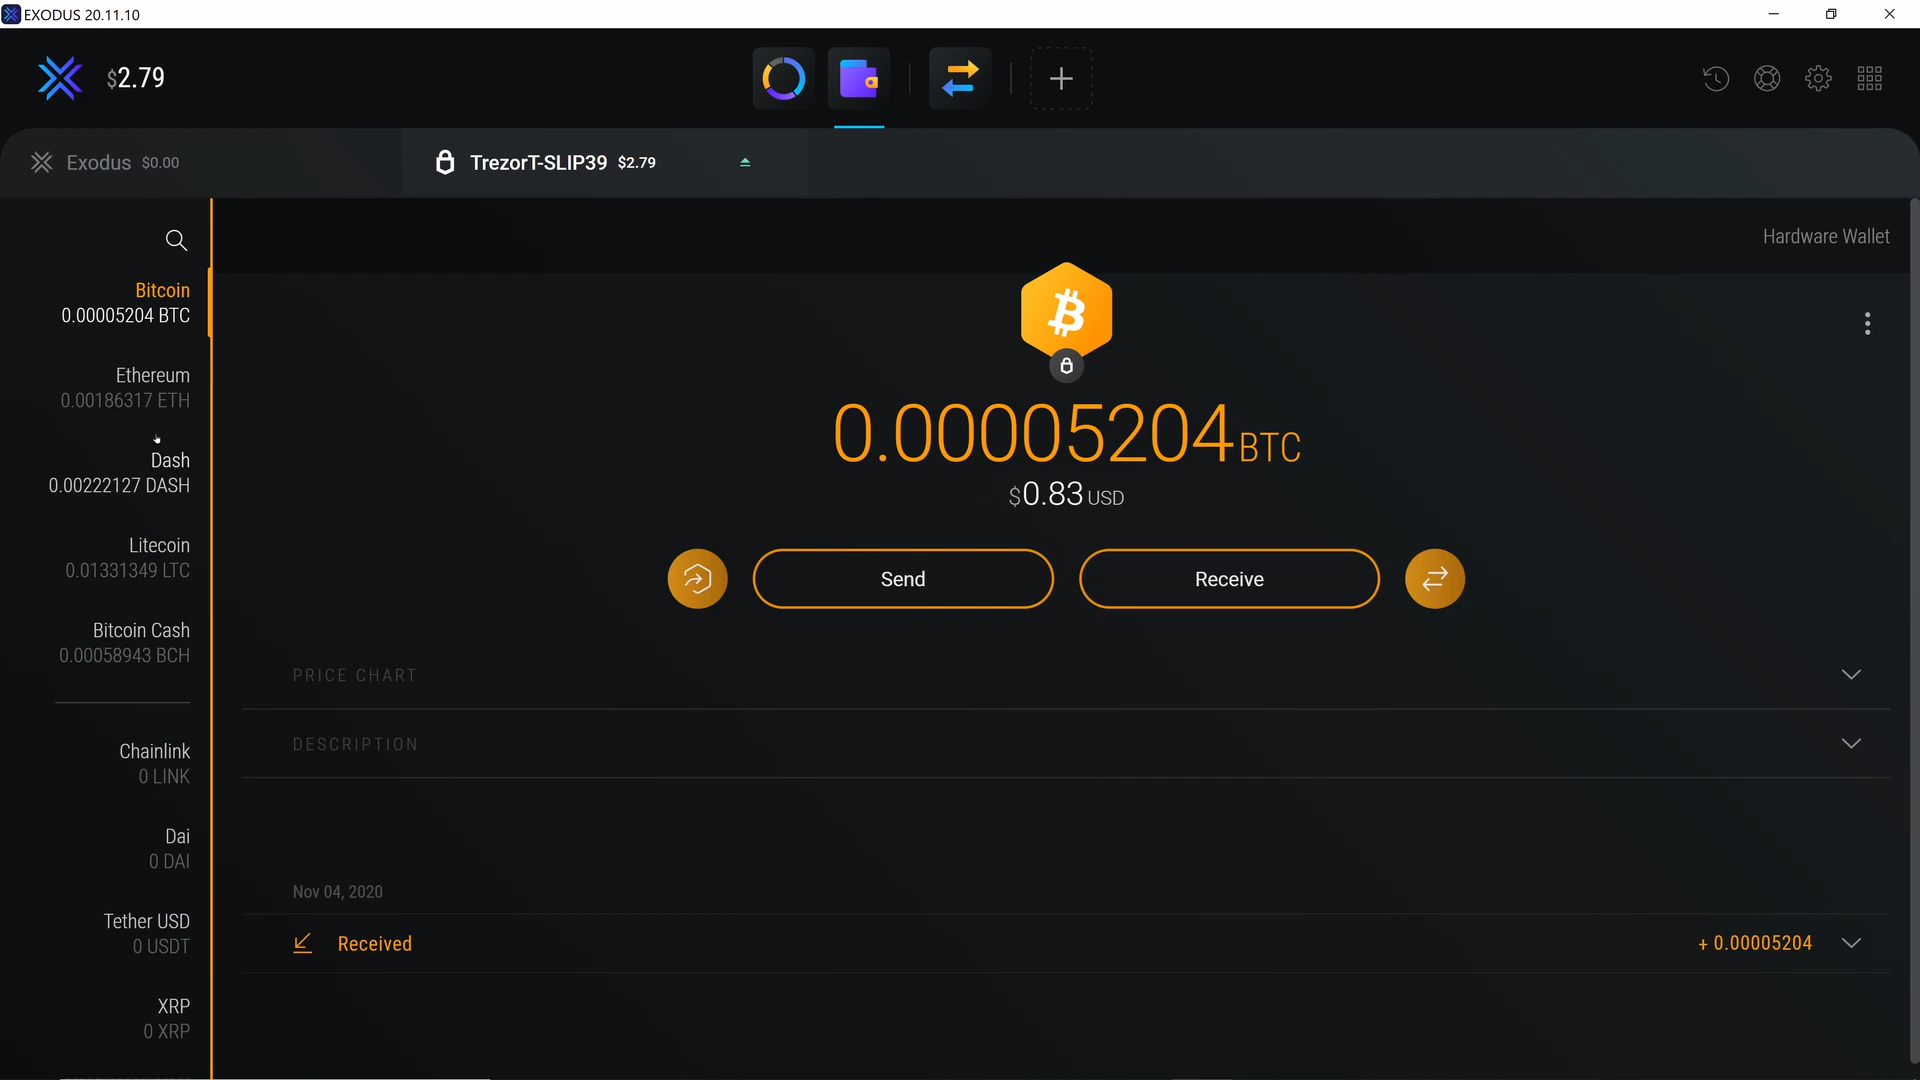 EXODUS 20.11.10
$2.79
Exodus $0.00
TrezorT-SLIP39 $2.79
Hardware Wallet
Bitcoin
0.00005204 BTC
Ethereum
0.00186317 ETH
Dash
0.00222127 DASH
Litecoin
0.01331349 LTC
Bitcoin Cash
0.00058943 BCH
Chainlink
0 LINK
Dai
0 DAI
Tether USD
0 USDT
XRP
0 XRP
0.00005204 BTC
$0.83 USD
Send
Receive
PRICE CHART
DESCRIPTION
Nov 04, 2020
Received
+ 0.00005204